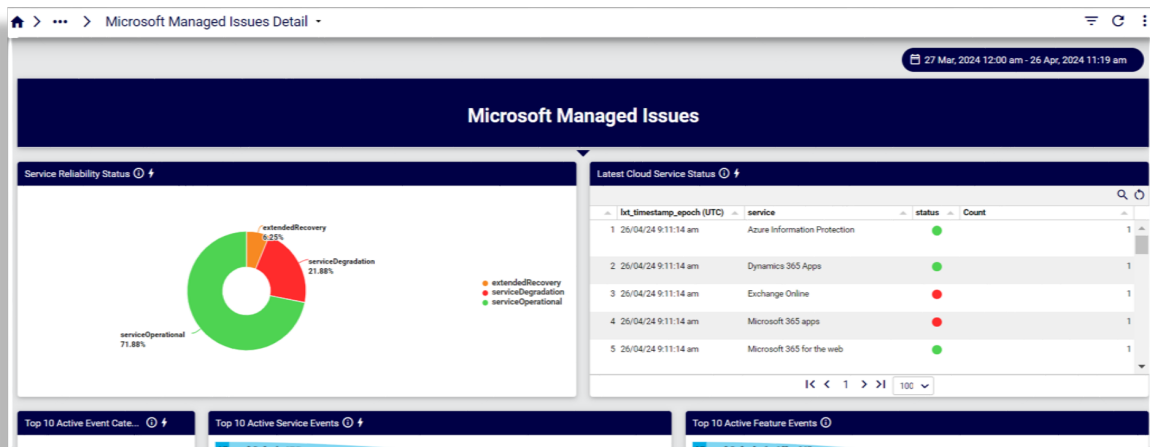 Microsoft Managed Issues Detail
27 Mar, 2024 12:00 am - 26 Apr, 2024 11:19 am
Microsoft Managed Issues
Service Reliability Status
extendedRecovery
6.25%
serviceDegradation
21.88%
serviceOperational
71.88%
extendedRecovery
serviceDegradation
serviceOperational
Latest Cloud Service Status
lxt_timestamp_epoch (UTC) service status Count
1 26/04/24 9:11:14 am Azure Information Protection 1
2 26/04/24 9:11:14 am Dynamics 365 Apps 1
3 26/04/24 9:11:14 am Exchange Online 1
4 26/04/24 9:11:14 am Microsoft 365 apps 1
5 26/04/24 9:11:14 am Microsoft 365 for the web 1
1 100
Top 10 Active Event Cate...
Top 10 Active Service Events
Top 10 Active Feature Events